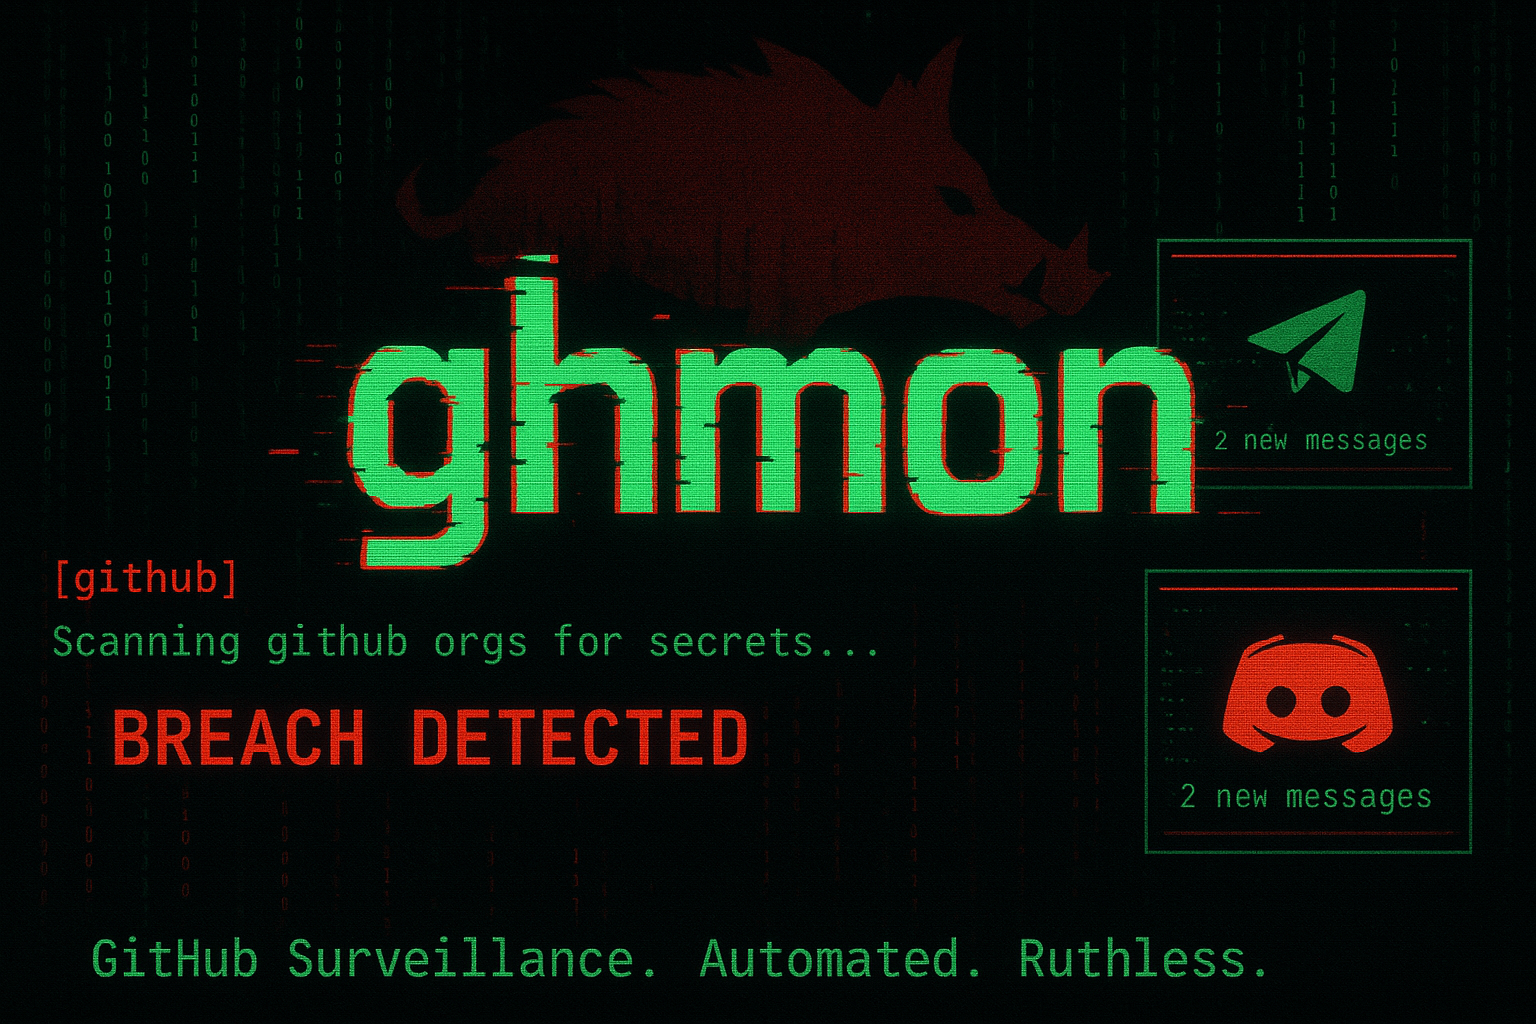 ghmon
2 new messages
[github]
Scanning github orgs for secrets...
BREACH DETECTED
2 new messages
GitHub Surveillance. Automated. Ruthless.